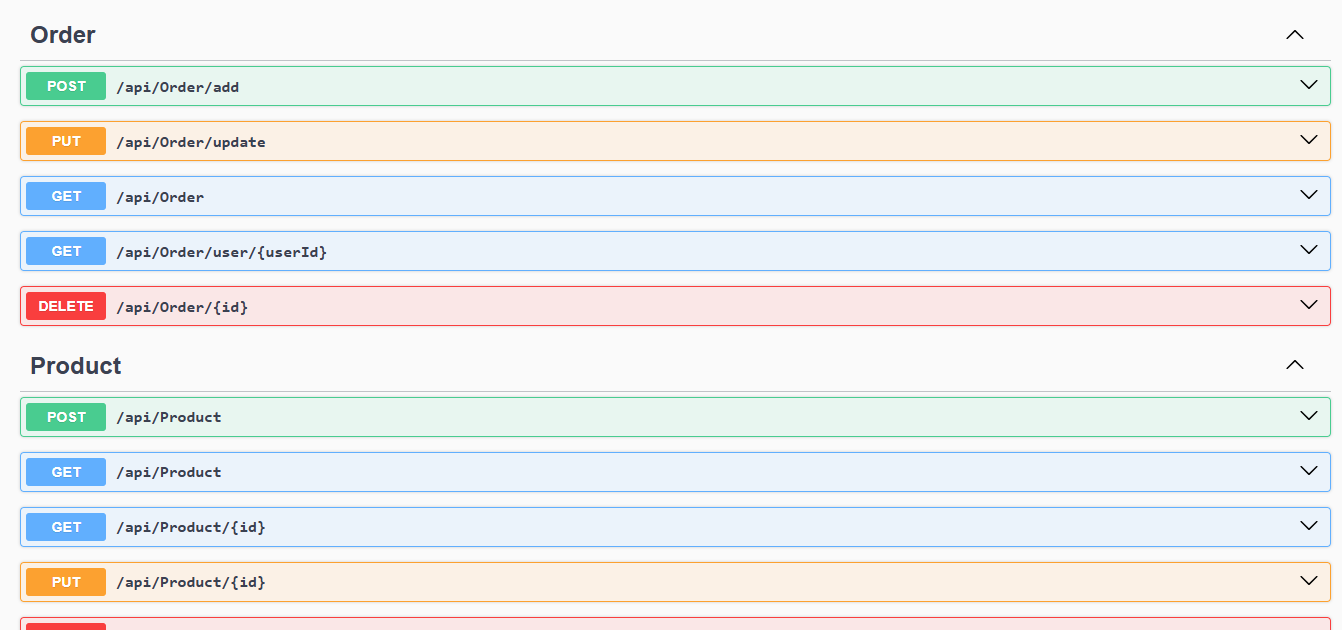 Order
POST /api/Order/add
PUT /api/Order/update
GET /api/Order
GET /api/Order/user/{userId}
DELETE /api/Order/{id}
Product
POST /api/Product
GET /api/Product
GET /api/Product/{id}
PUT /api/Product/{id}